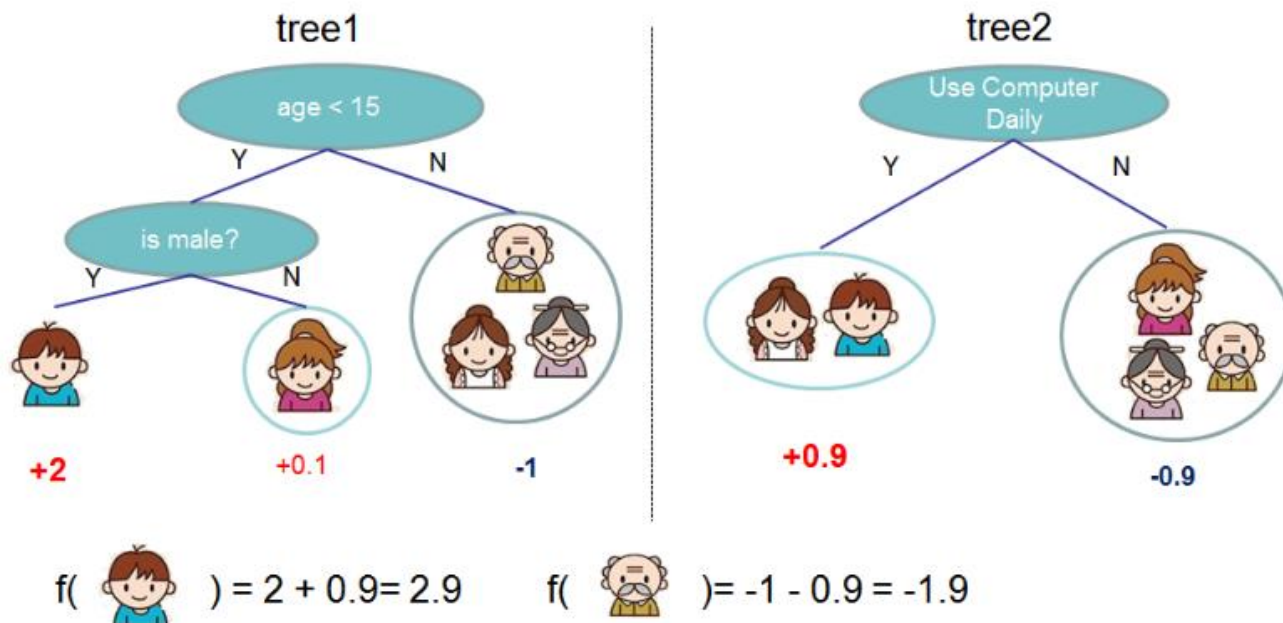 tree1
age < 15
Y
N
is male?
Y
N
+2
+0.1
-1
tree2
Use Computer
Daily
Y
N
+0.9
-0.9
f( ) = 2 + 0.9= 2.9
f( )= -1 - 0.9 = -1.9